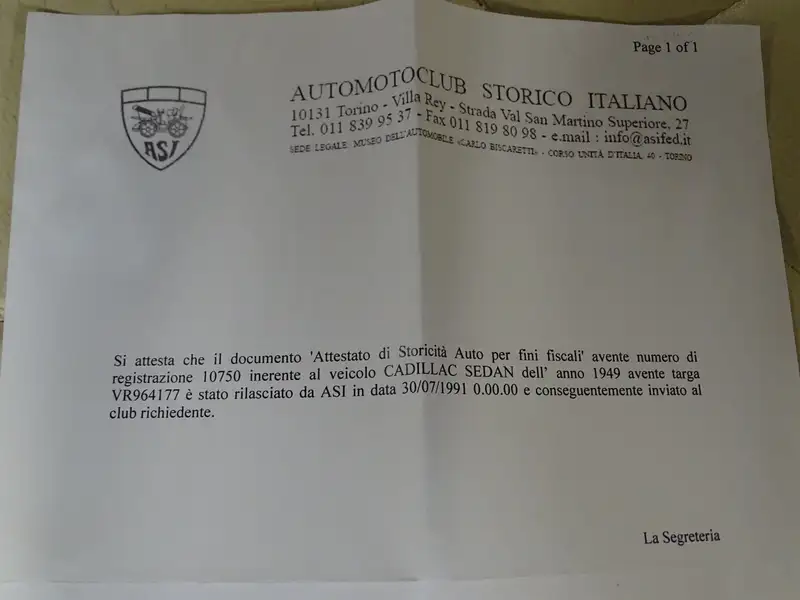 Page 1 of 1
AUTOMOTOCLUB STORICO ITALIANO
10131 Torino - Villa Rey - Strada Val San Martino Superiore, 27
Tel. 011 839 95 37 - Fax 011 819 80 98 - e.mail : info@asifed.it
SEDE LEGALE: MUSEO DELL'AUTOMOBILE «CARLO BISCARETTI» - CORSO UNITÀ D'ITALIA, 40 - TORINO
ASI
Si attesta che il documento 'Attestato di Storicità Auto per fini fiscali' avente numero di
registrazione 10750 inerente al veicolo CADILLAC SEDAN dell' anno 1949 avente targa
VR964177 è stato rilasciato da ASI in data 30/07/1991 0.00.00 e conseguentemente inviato al
club richiedente.
La Segreteria